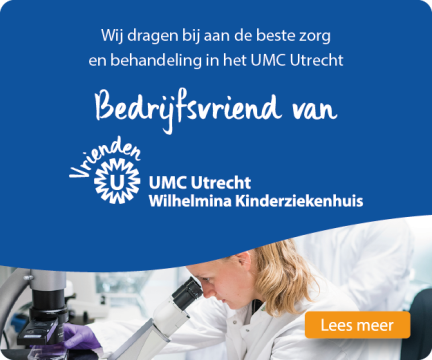 Wij dragen bij aan de beste zorg
en behandeling in het UMC Utrecht
Bedrijfsvriend van
Vrienden
U
UMC Utrecht
Wilhelmina Kinderziekenhuis
Lees meer